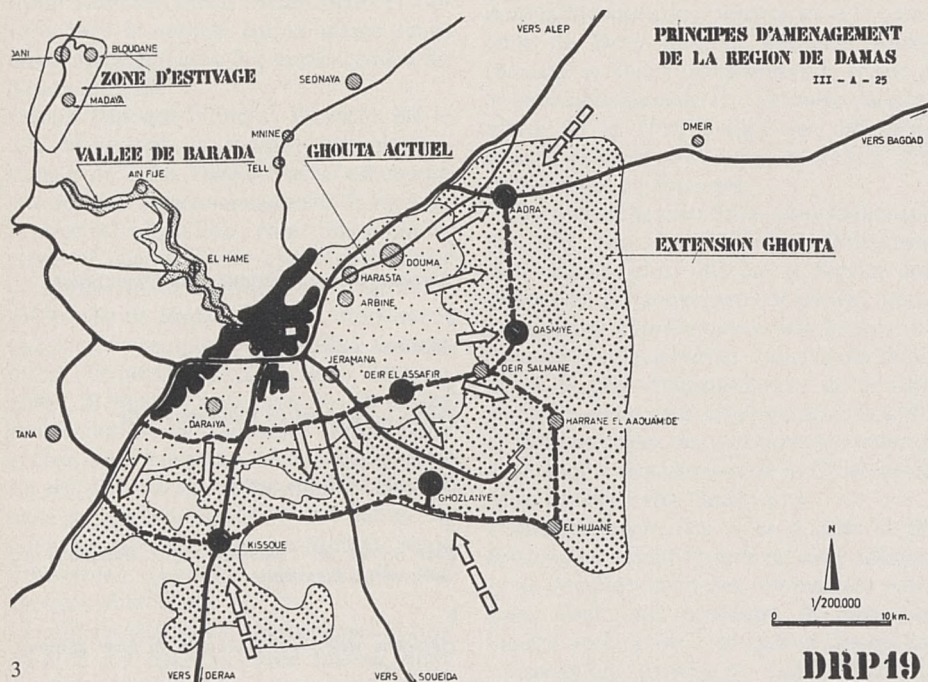 PRINCIPES D'AMENAGEMENT
DE LA REGION DE DAMAS
III - A - 25
VERS ALEP
BLOUDANE
ZONE D'ESTIVAGE
MADAYA
SEDNAYA
MNINE
TELL
DMEIR
VERS BAGDAD
VALLEE DE BARADA
GHOUTA ACTUEL
AIN FIJE
AADRA
EXTENSION GHOUTA
EL HAME
DOUMA
HARASTA
ARBINE
QASMIYE
JERAMANA
DEIR EL ASSAFIR
DEIR SALMANE
DARAIYA
HARRANE EL AAOUAMIDE
TANA
GHOZLANYE
EL HIJJANE
KISSOUE
N
1/200.000
0 10 km.
3
VERS DERAA
VERS SOUEIDA
DRP19